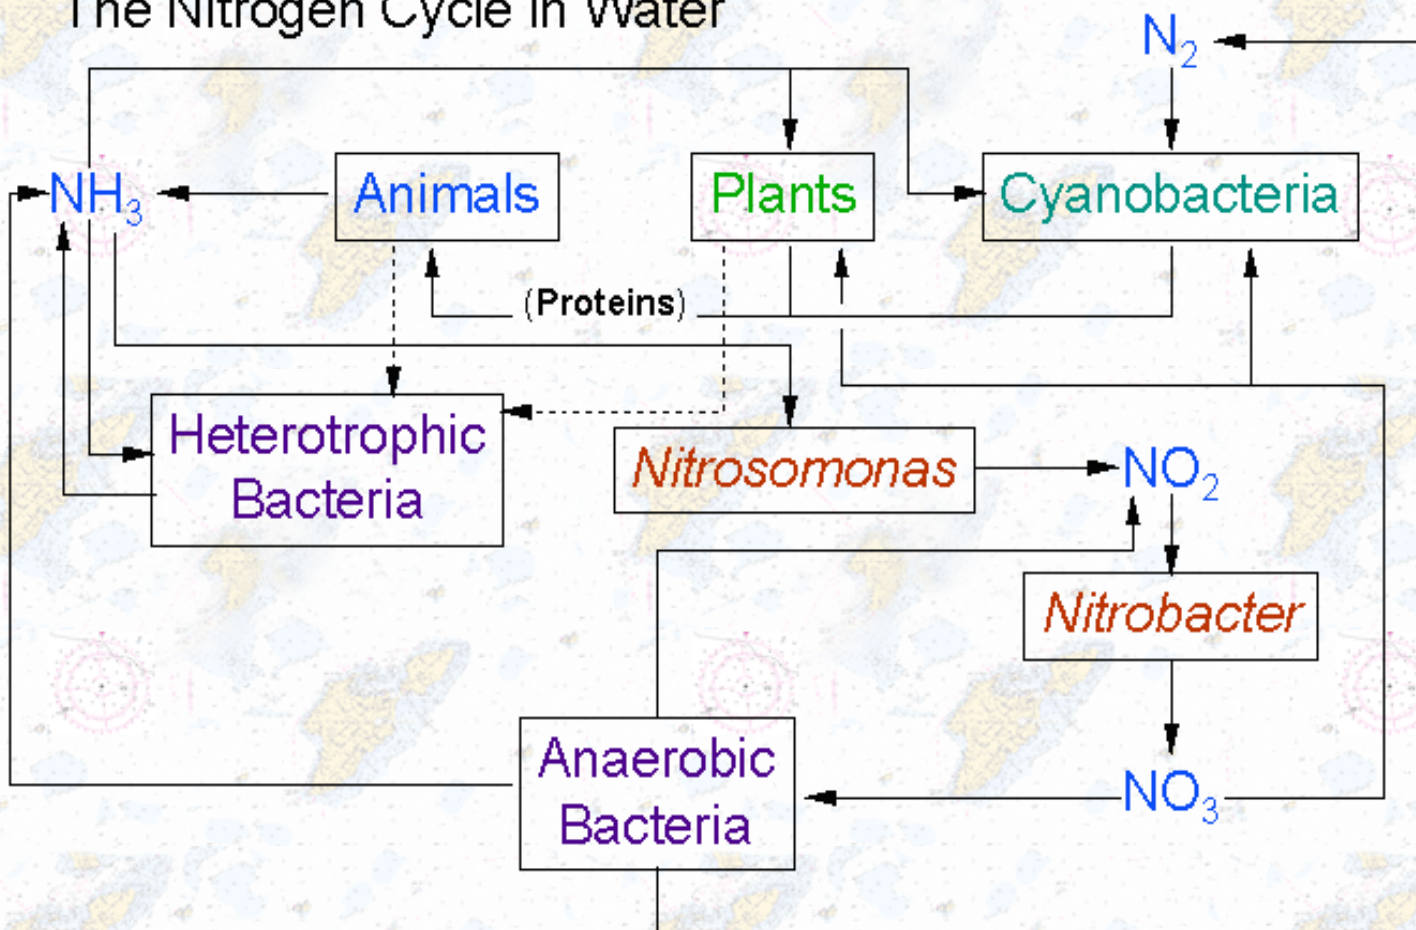 The Nitrogen Cycle in Water
N₂
NH₃
Animals
Plants
Cyanobacteria
(Proteins)
Heterotrophic
Bacteria
Nitrosomonas
NO₂
Nitrobacter
Anaerobic
Bacteria
NO₃